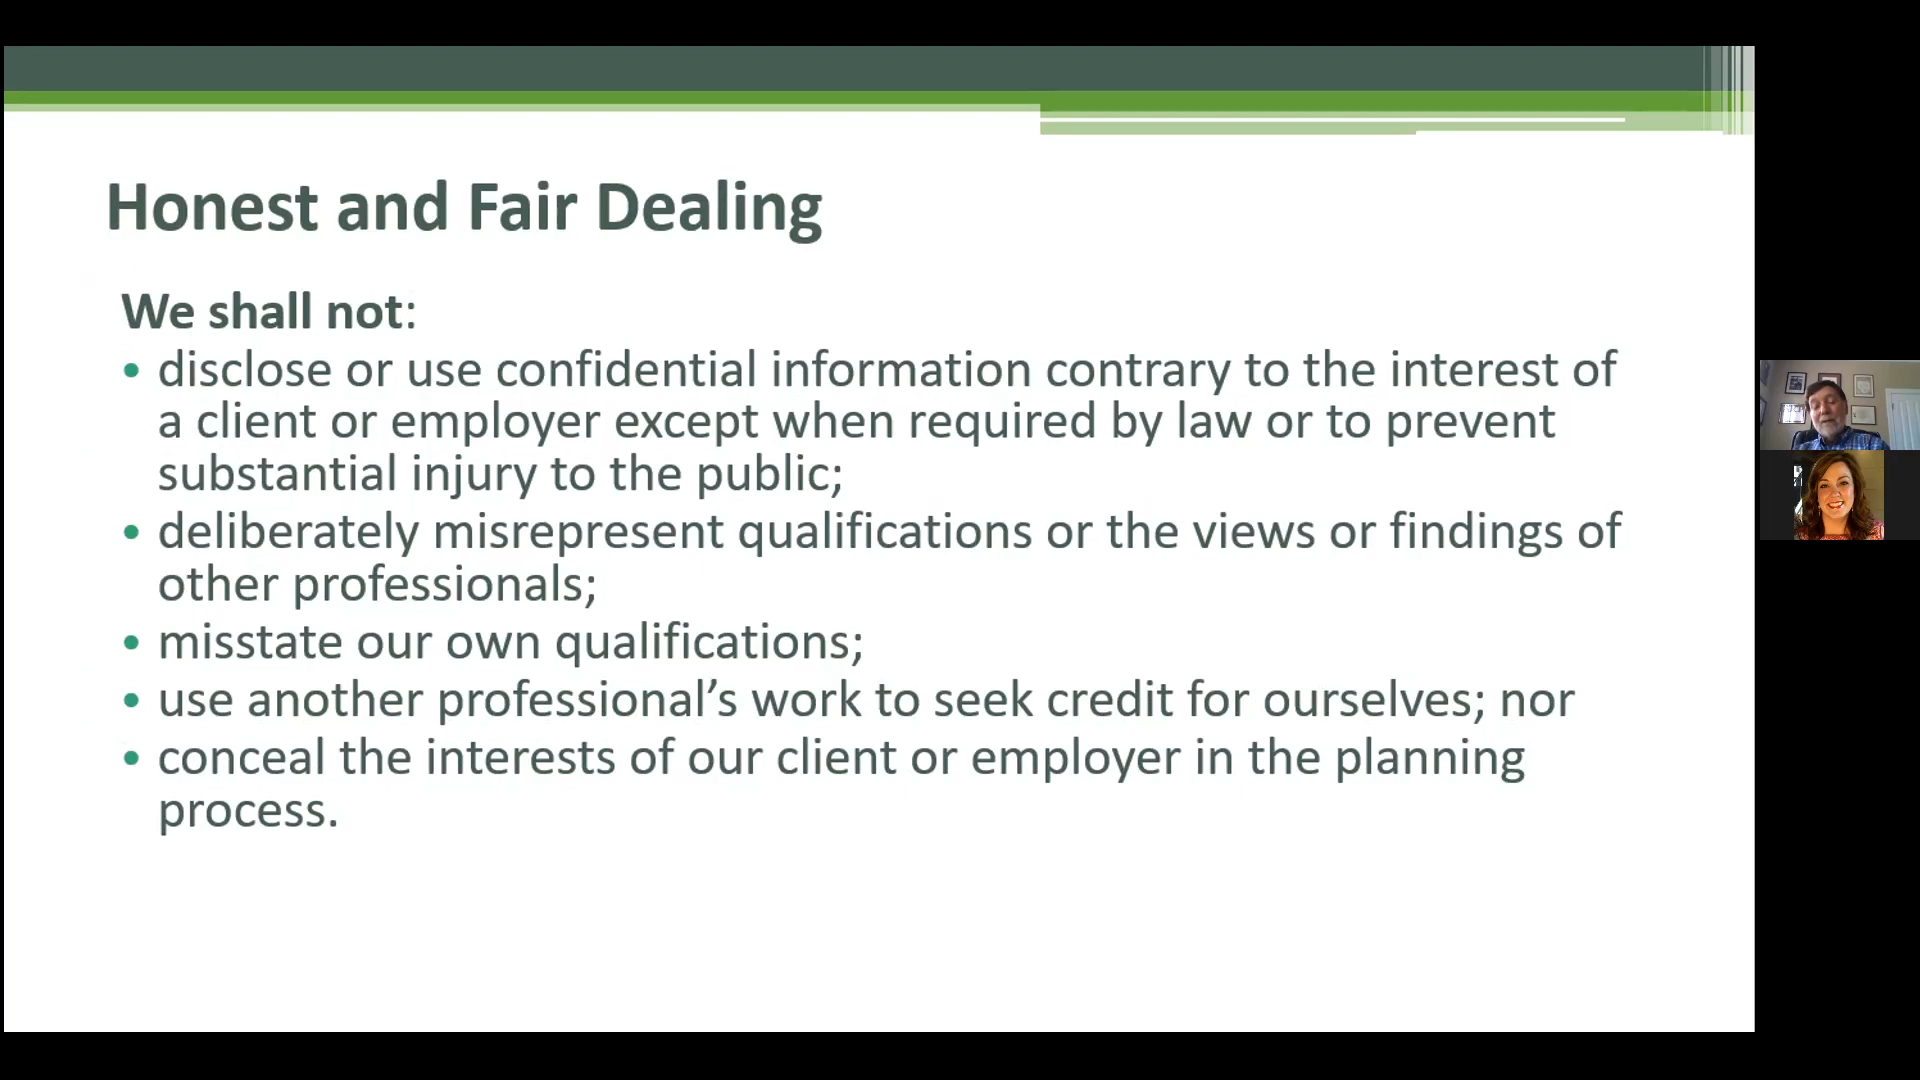 Honest and Fair Dealing
We shall not:
• disclose or use confidential information contrary to the interest of
a client or employer except when required by law or to prevent
substantial injury to the public;
• deliberately misrepresent qualifications or the views or findings of
other professionals;
• misstate our own qualifications;
• use another professional’s work to seek credit for ourselves; nor
• conceal the interests of our client or employer in the planning
process.